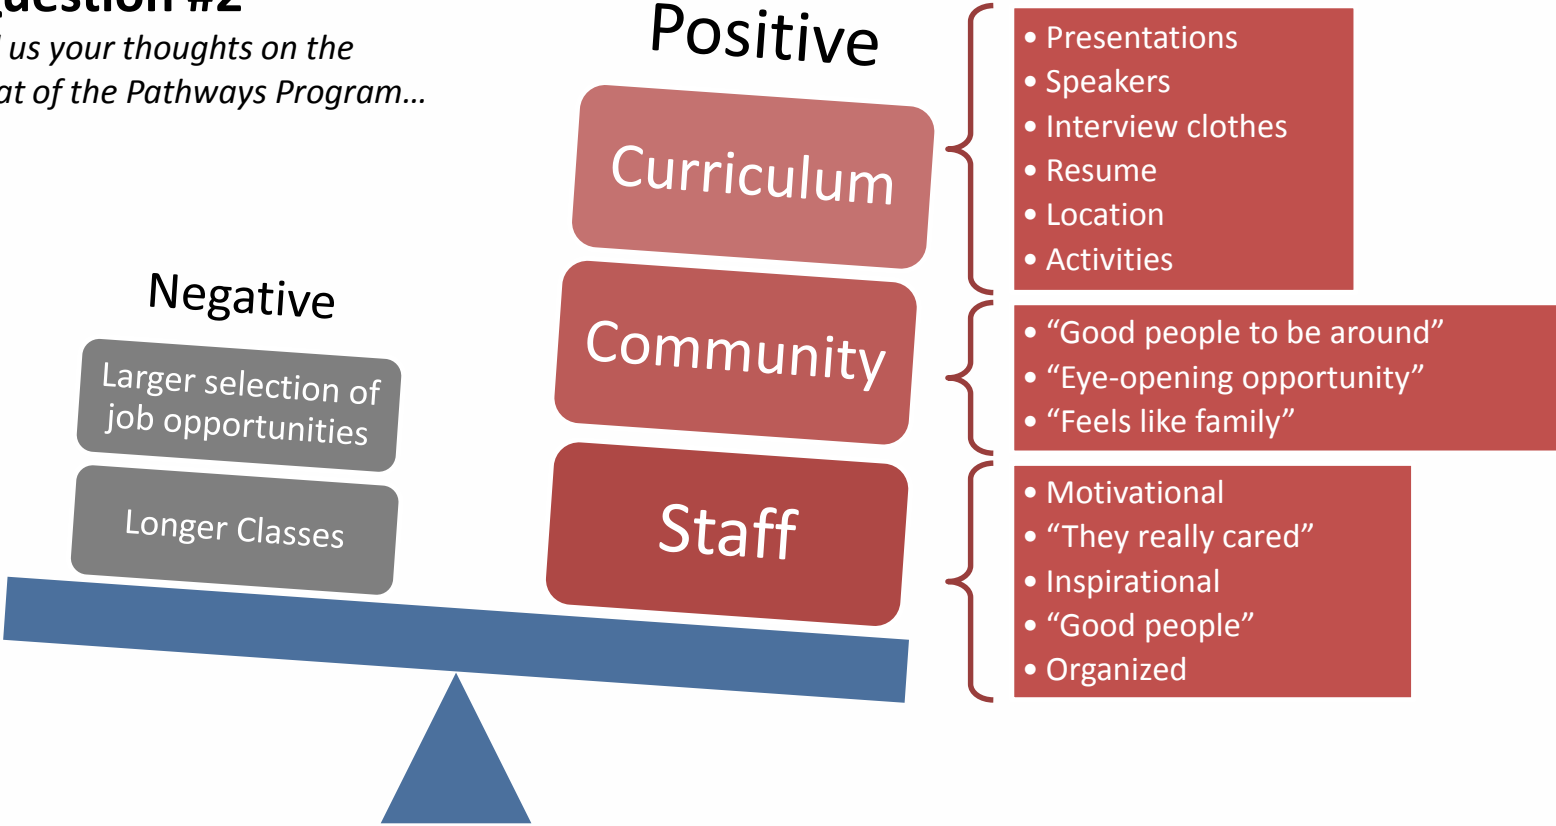 uestion #2
us your thoughts on the
at of the Pathways Program…
Positive
Curriculum
Community
Staff
Negative
Larger selection of
job opportunities
Longer Classes
• Presentations
• Speakers
• Interview clothes
• Resume
• Location
• Activities
• “Good people to be around”
• “Eye-opening opportunity”
• “Feels like family”
• Motivational
• “They really cared”
• Inspirational
• “Good people”
• Organized